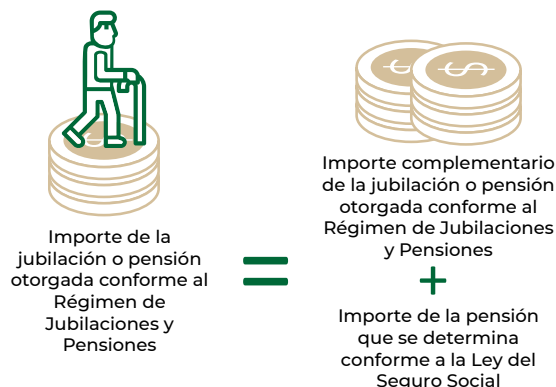 Importe de la
jubilación o pensión
otorgada conforme al
Régimen de
Jubilaciones y
Pensiones
=
Importe complementario
de la jubilación o pensión
otorgada conforme al
Régimen de Jubilaciones
y Pensiones
+
Importe de la pensión
que se determina
conforme a la Ley del
Seguro Social